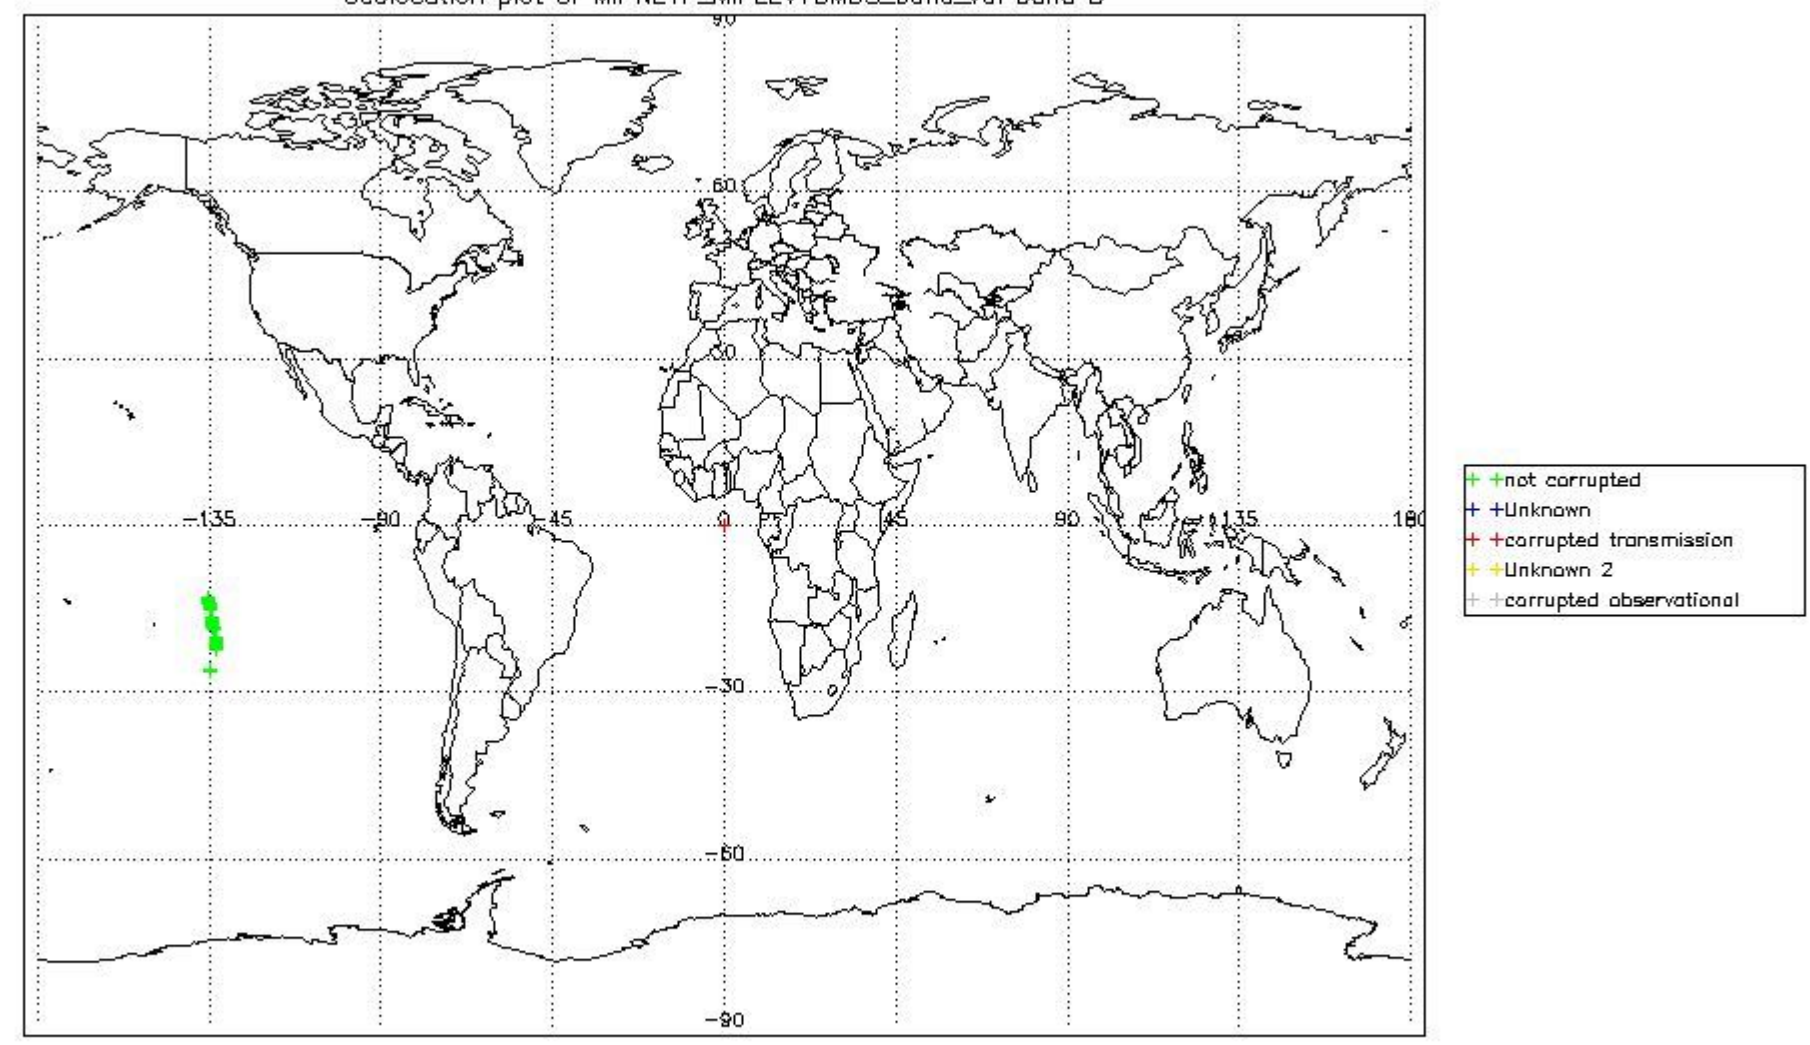 90
60
30
-135 -90 -45 0 45 90 135 180
-30
-60
-90
not corrupted
Unknown
corrupted transmission
Unknown 2
corrupted observational